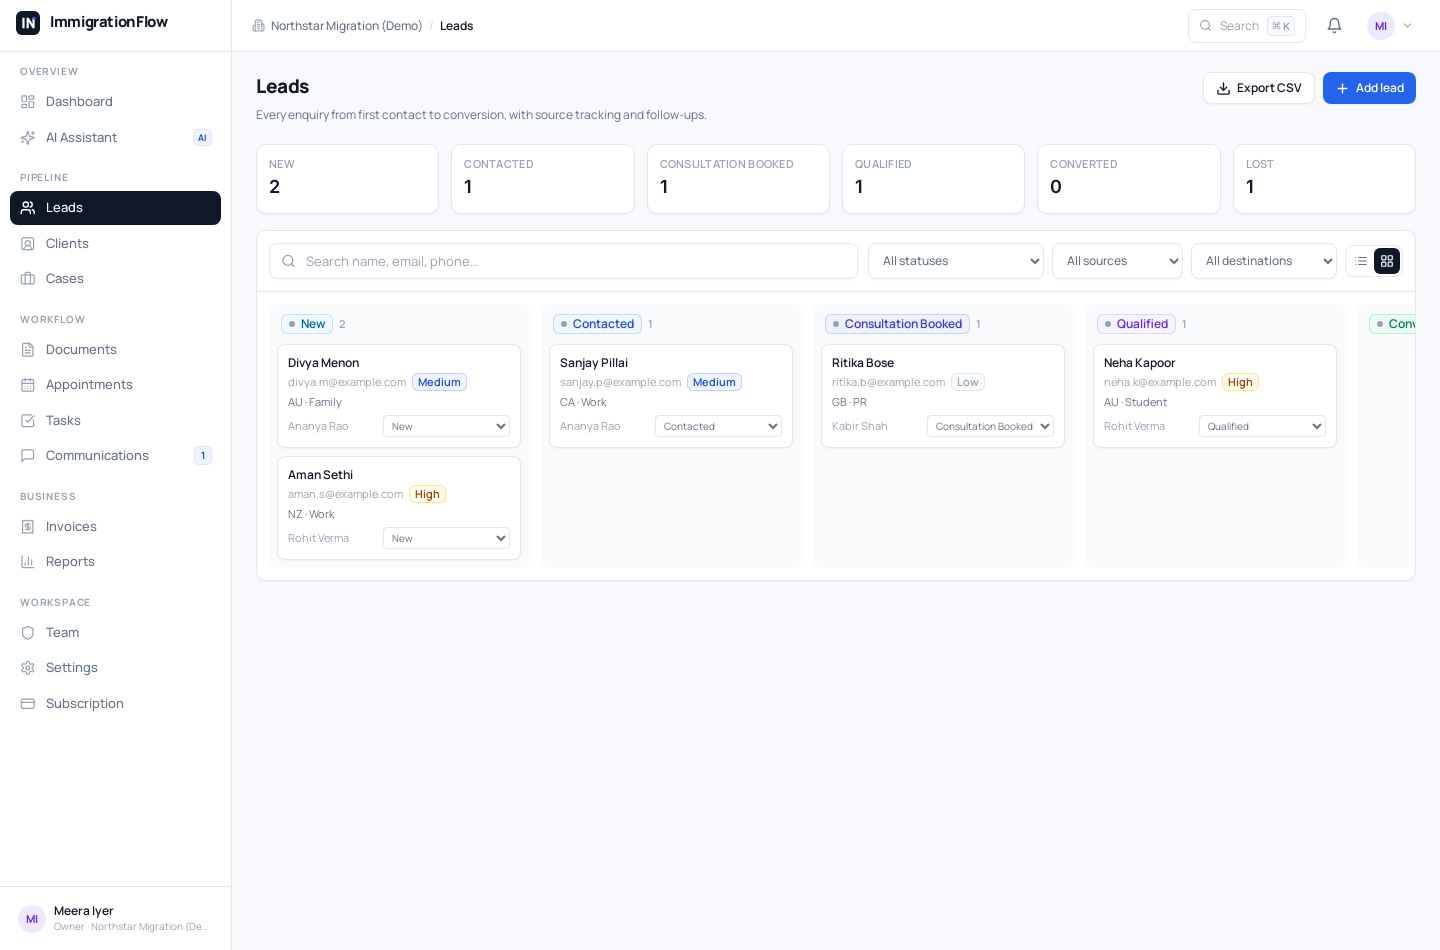 IN ImmigrationFlow
OVERVIEW
Dashboard
AI Assistant AI
PIPELINE
Leads
Clients
Cases
WORKFLOW
Documents
Appointments
Tasks
Communications 1
BUSINESS
Invoices
Reports
WORKSPACE
Team
Settings
Subscription
MI Meera Iyer
Owner · Northstar Migration (De...
Northstar Migration (Demo) / Leads
Search ⌘K
MI
Leads
Every enquiry from first contact to conversion, with source tracking and follow-ups.
Export CSV
Add lead
NEW
2
CONTACTED
1
CONSULTATION BOOKED
1
QUALIFIED
1
CONVERTED
0
LOST
1
Search name, email, phone...
All statuses
All sources
All destinations
New 2
Divya Menon
divya.m@example.com Medium
AU · Family
Ananya Rao New
Aman Sethi
aman.s@example.com High
NZ · Work
Rohit Verma New
Contacted 1
Sanjay Pillai
sanjay.p@example.com Medium
CA · Work
Ananya Rao Contacted
Consultation Booked 1
Ritika Bose
ritika.b@example.com Low
GB · PR
Kabir Shah Consultation Booked
Qualified 1
Neha Kapoor
neha.k@example.com High
AU · Student
Rohit Verma Qualified
Conv